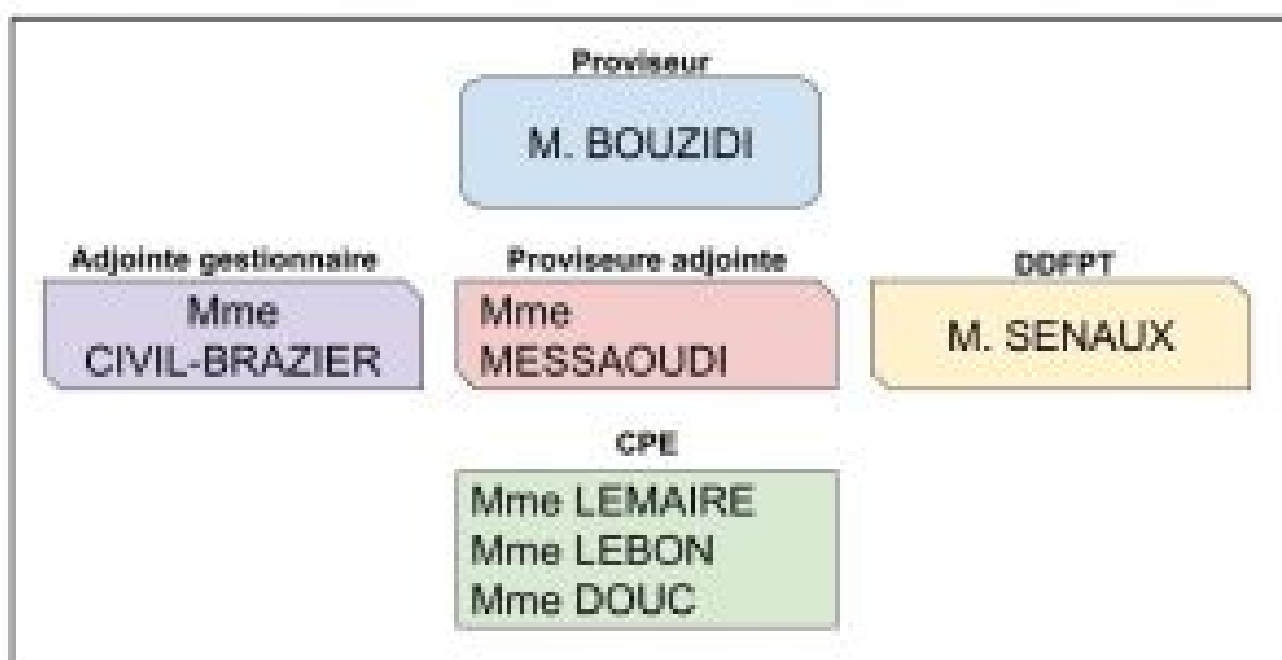 Proviseur
M. BOUZIDI
Adjointe gestionnaire
Mme
CIVIL-BRAZIER
Proviseure adjointe
Mme
MESSAOUDI
DDFPT
M. SENAUX
CPE
Mme LEMAIRE
Mme LEBON
Mme DOUC